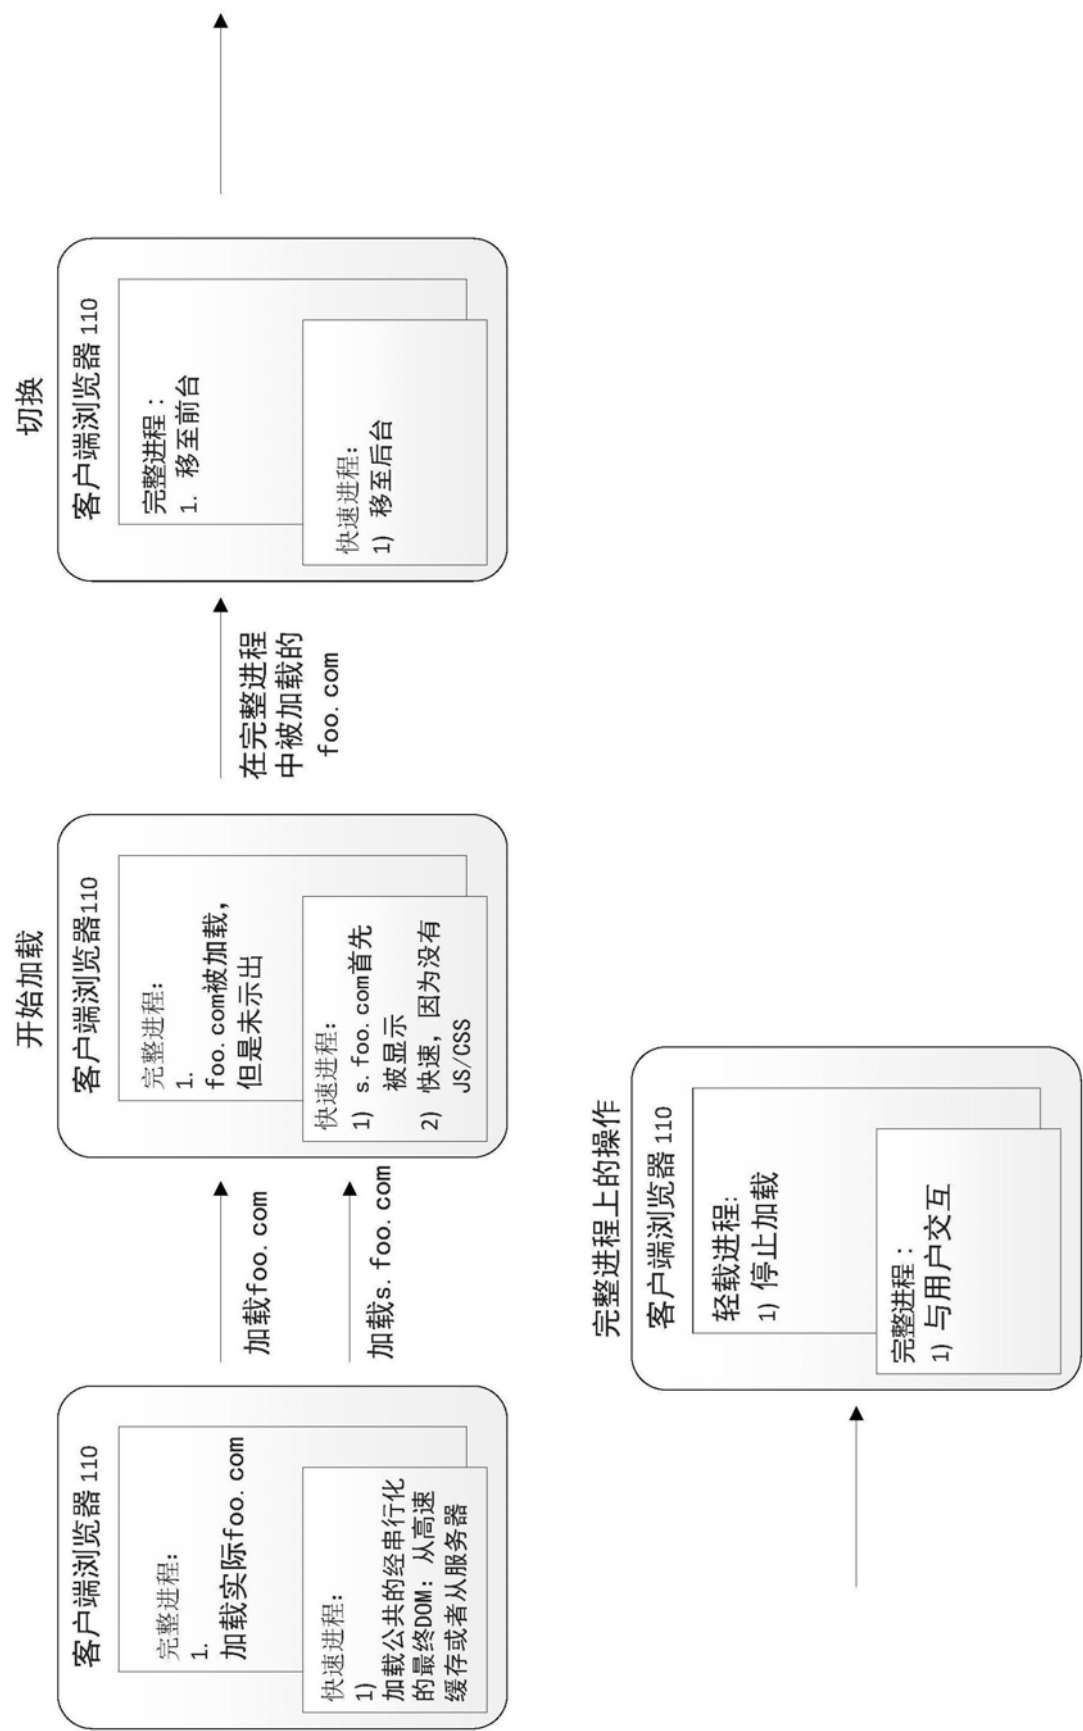 客户端浏览器 110
完整进程:
1.
加载实际foo.com
快速进程:
1)
加载公共的经串行化
的最终DOM: 从高速
缓存或者从服务器
加载foo.com
加载s.foo.com
开始加载
客户端浏览器110
完整进程:
1.
foo.com被加载，
但是未示出
快速进程:
1) s.foo.com首先
被显示
2) 快速，因为没有
JS/CSS
在完整进程
中被加载的
foo.com
切换
客户端浏览器 110
完整进程：
1. 移至前台
快速进程:
1) 移至后台
完整进程上的操作
客户端浏览器 110
轻载进程:
1) 停止加载
完整进程：
1) 与用户交互